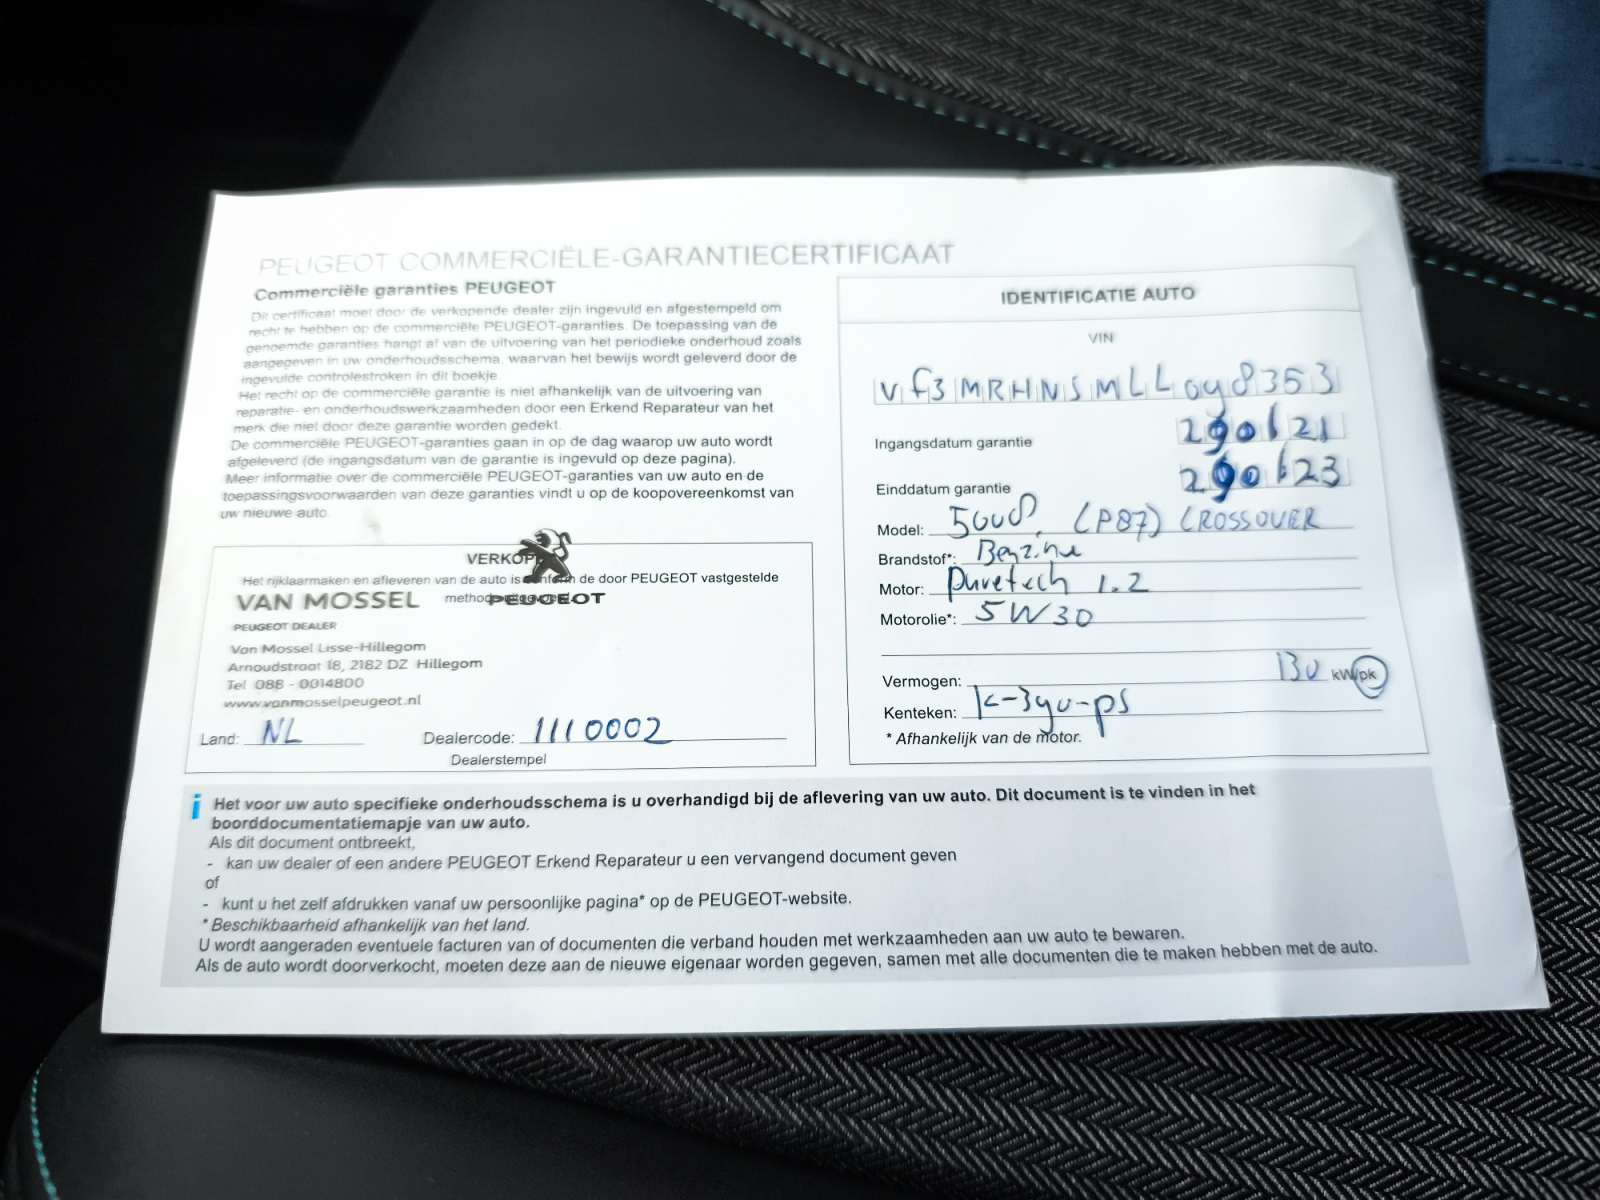 PEUGEOT COMMERCIËLE-GARANTIECERTIFICAAT
Commerciële garanties PEUGEOT
Dit certificaat moet door de verkopende dealer zijn ingevuld en afgestempeld om
recht te hebben op de commerciële PEUGEOT-garanties. De toepassing van de
genoemde garanties hangt af van de uitvoering van het periodieke onderhoud zoals
aangegeven in uw onderhoudsschema, waarvan het bewijs wordt geleverd door de
ingevulde controlestroken in dit boekje.
Het recht op de commerciële garantie is niet afhankelijk van de uitvoering van
reparatie- en onderhoudswerkzaamheden door een Erkend Reparateur van het
merk die niet door deze garantie worden gedekt.
De commerciële PEUGEOT-garanties gaan in op de dag waarop uw auto wordt
afgeleverd (de ingangsdatum van de garantie is ingevuld op deze pagina).
Meer informatie over de commerciële PEUGEOT-garanties van uw auto en de
toepassingsvoorwaarden van deze garanties vindt u op de koopovereenkomst van
uw nieuwe auto.
Het rijklaarmaken en afleveren van de auto is conform de door PEUGEOT vastgestelde
VAN MOSSEL
PEUGEOT
PEUGEOT DEALER
Van Mossel Lisse-Hillegom
Arnoudstraat 18, 2182 DZ Hillegom
Tel 088 - 0014800
www.vanmosselpeugeot.nl
Land: NL Dealercode: 1110002
Dealerstempel
IDENTIFICATIE AUTO
VIN
Ingangsdatum garantie
Einddatum garantie
Model: 5008 (P87) CROSSOVER
Brandstof*: Benzine
Motor: Puretech 1.2
Motorolie*: 5W30
Vermogen: 130 kW/pk
Kenteken:
* Afhankelijk van de motor.
i Het voor uw auto specifieke onderhoudsschema is u overhandigd bij de aflevering van uw auto. Dit document is te vinden in het
boorddocumentatiemapje van uw auto.
Als dit document ontbreekt,
- kan uw dealer of een andere PEUGEOT Erkend Reparateur u een vervangend document geven
of
- kunt u het zelf afdrukken vanaf uw persoonlijke pagina* op de PEUGEOT-website.
* Beschikbaarheid afhankelijk van het land.
U wordt aangeraden eventuele facturen van of documenten die verband houden met werkzaamheden aan uw auto te bewaren.
Als de auto wordt doorverkocht, moeten deze aan de nieuwe eigenaar worden gegeven, samen met alle documenten die te maken hebben met de auto.